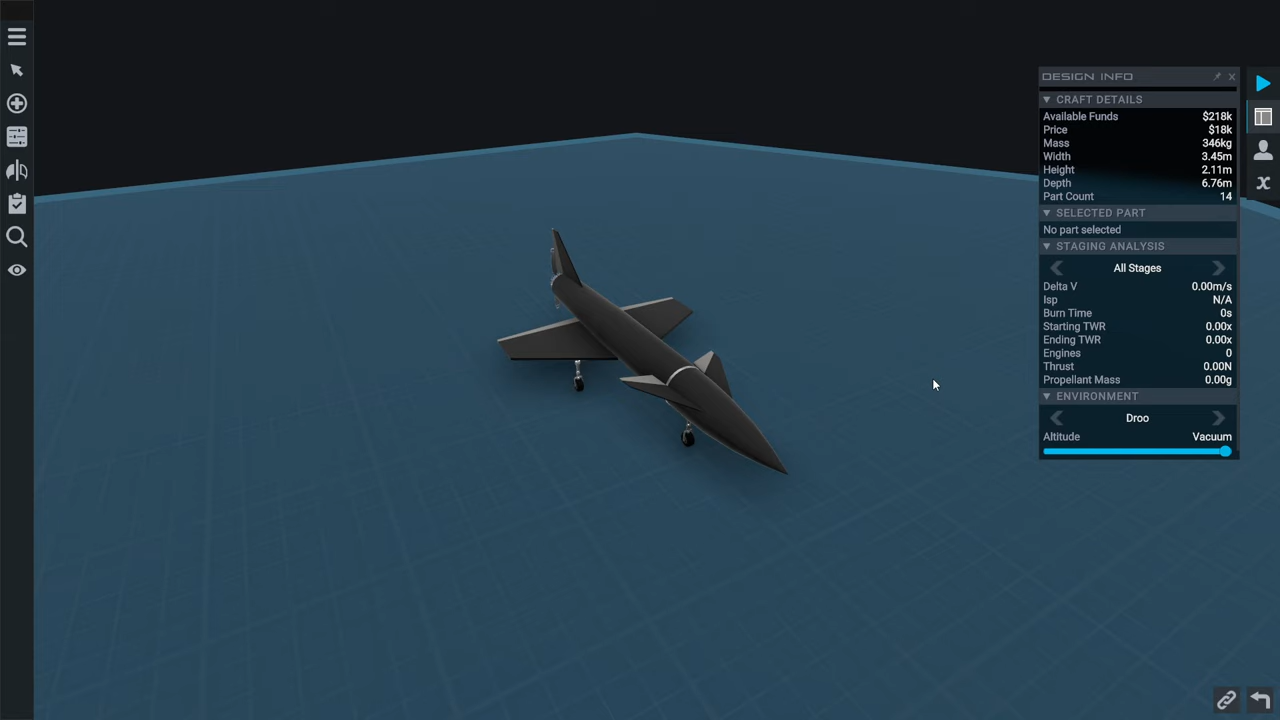 DESIGN INFO
CRAFT DETAILS
Available Funds $218k
Price $18k
Mass 346kg
Width 3.45m
Height 2.11m
Depth 6.76m
Part Count 14
SELECTED PART
No part selected
STAGING ANALYSIS
All Stages
Delta V 0.00m/s
Isp N/A
Burn Time 0s
Starting TWR 0.00x
Ending TWR 0.00x
Engines 0
Thrust 0.00N
Propellant Mass 0.00g
ENVIRONMENT
Droo
Altitude Vacuum